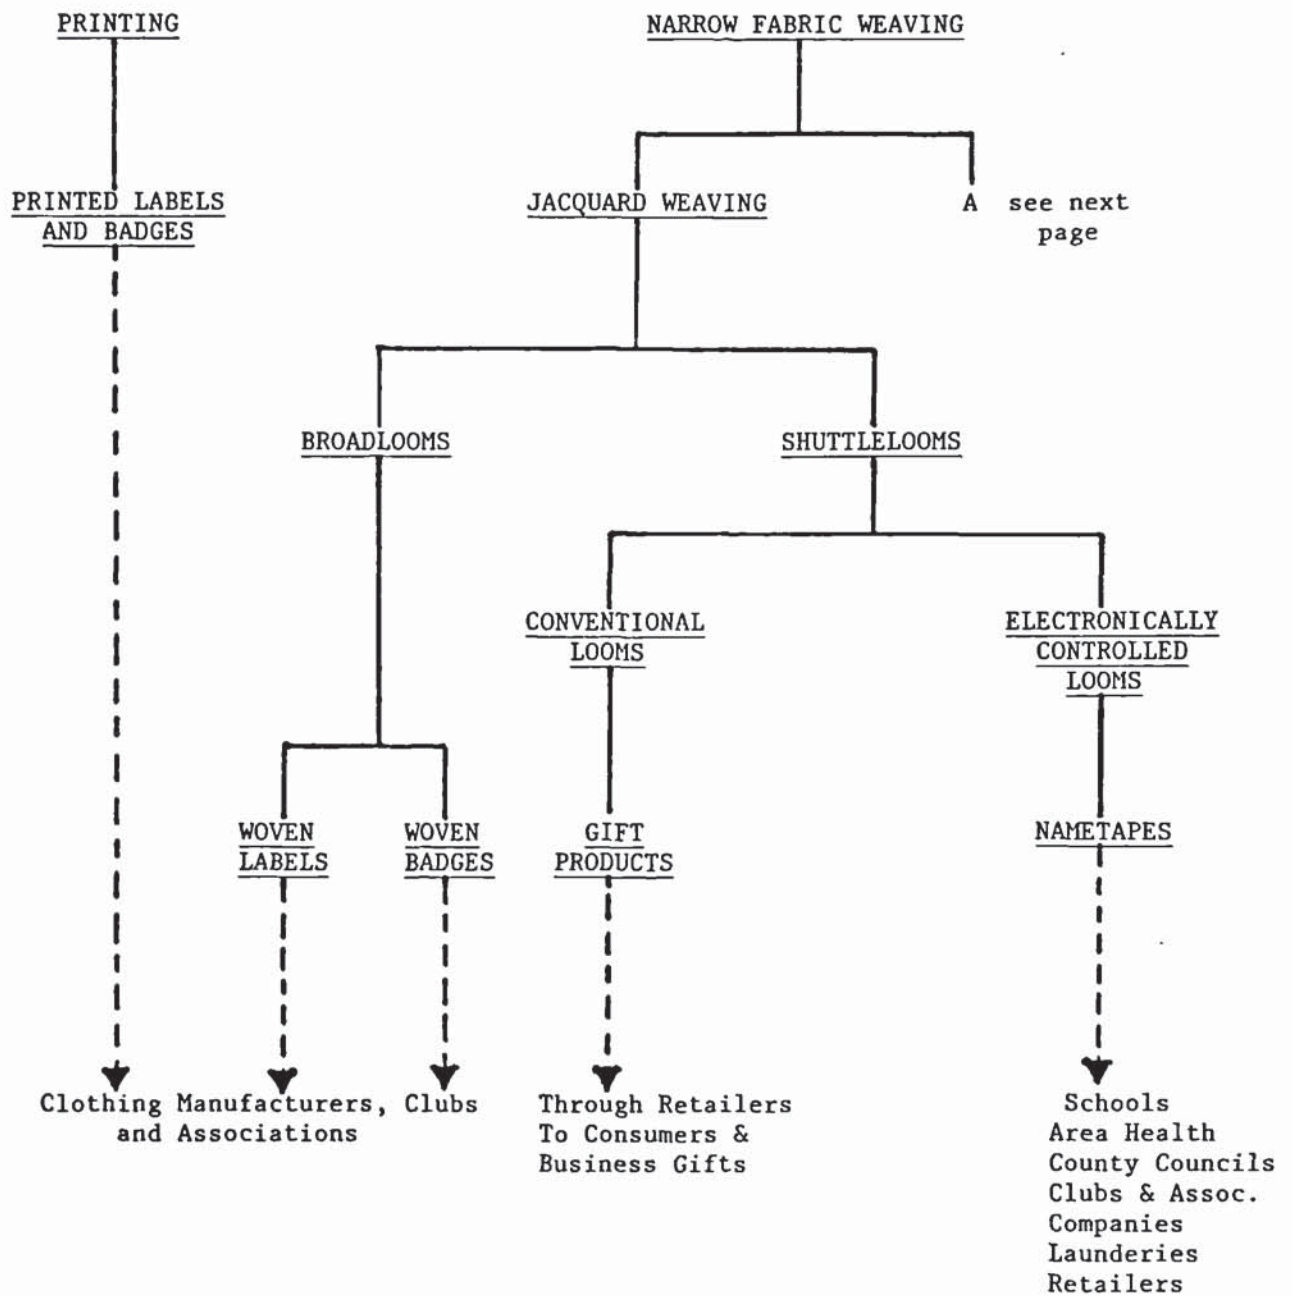 PRINTING
NARROW FABRIC WEAVING
PRINTED LABELS
AND BADGES
JACQUARD WEAVING
A see next
page
BROADLOOMS
SHUTTLELOOMS
CONVENTIONAL
LOOMS
ELECTRONICALLY
CONTROLLED
LOOMS
WOVEN
LABELS
WOVEN
BADGES
GIFT
PRODUCTS
NAMETAPES
Clothing Manufacturers, Clubs
and Associations
Through Retailers
To Consumers &
Business Gifts
Schools
Area Health
County Councils
Clubs & Assoc.
Companies
Launderies
Retailers